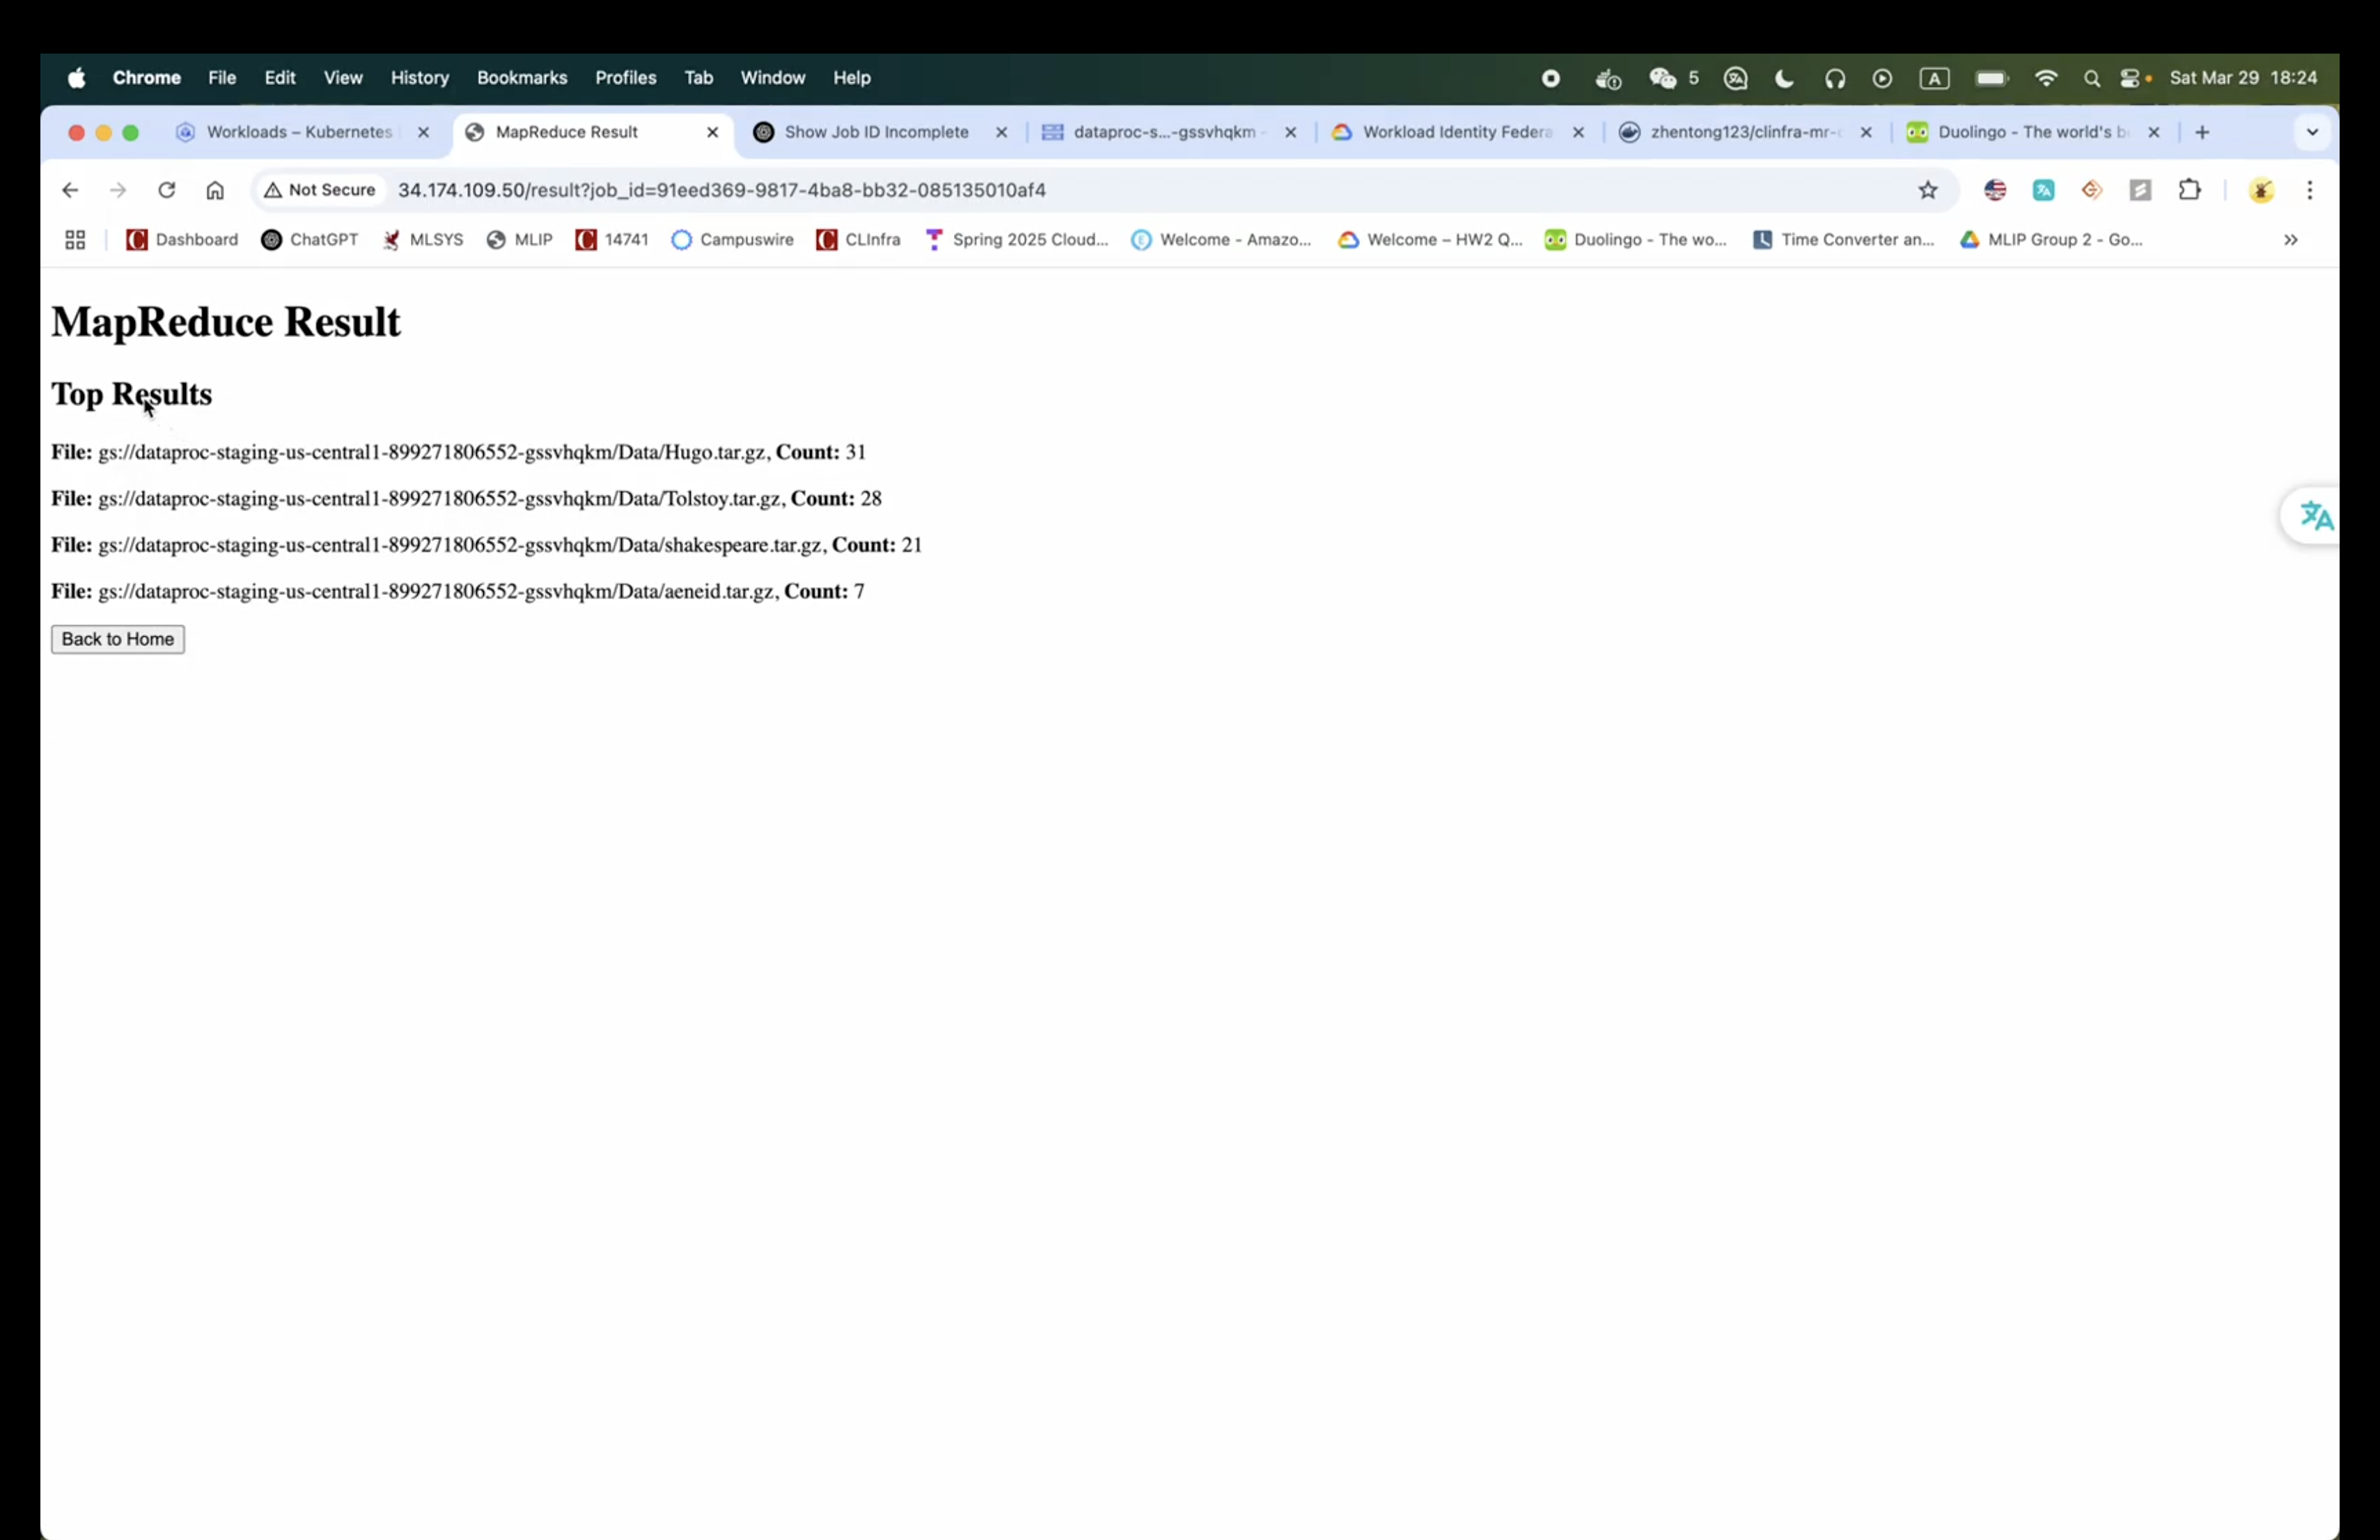 Chrome File Edit View History Bookmarks Profiles Tab Window Help 5 A Sat Mar 29 18:24
Workloads – Kubernetes MapReduce Result Show Job ID Incomplete dataproc-s...-gssvhqkm - Workload Identity Federa zhentong123/clinfra-mr- Duolingo - The world's b
Not Secure 34.174.109.50/result?job_id=91eed369-9817-4ba8-bb32-085135010af4
Dashboard ChatGPT MLSYS MLIP 14741 Campuswire CLInfra Spring 2025 Cloud... Welcome - Amazo... Welcome – HW2 Q... Duolingo - The wo... Time Converter an... MLIP Group 2 - Go... »
MapReduce Result
Top Results
File: gs://dataproc-staging-us-central1-899271806552-gssvhqkm/Data/Hugo.tar.gz, Count: 31
File: gs://dataproc-staging-us-central1-899271806552-gssvhqkm/Data/Tolstoy.tar.gz, Count: 28
File: gs://dataproc-staging-us-central1-899271806552-gssvhqkm/Data/shakespeare.tar.gz, Count: 21
File: gs://dataproc-staging-us-central1-899271806552-gssvhqkm/Data/aeneid.tar.gz, Count: 7
Back to Home